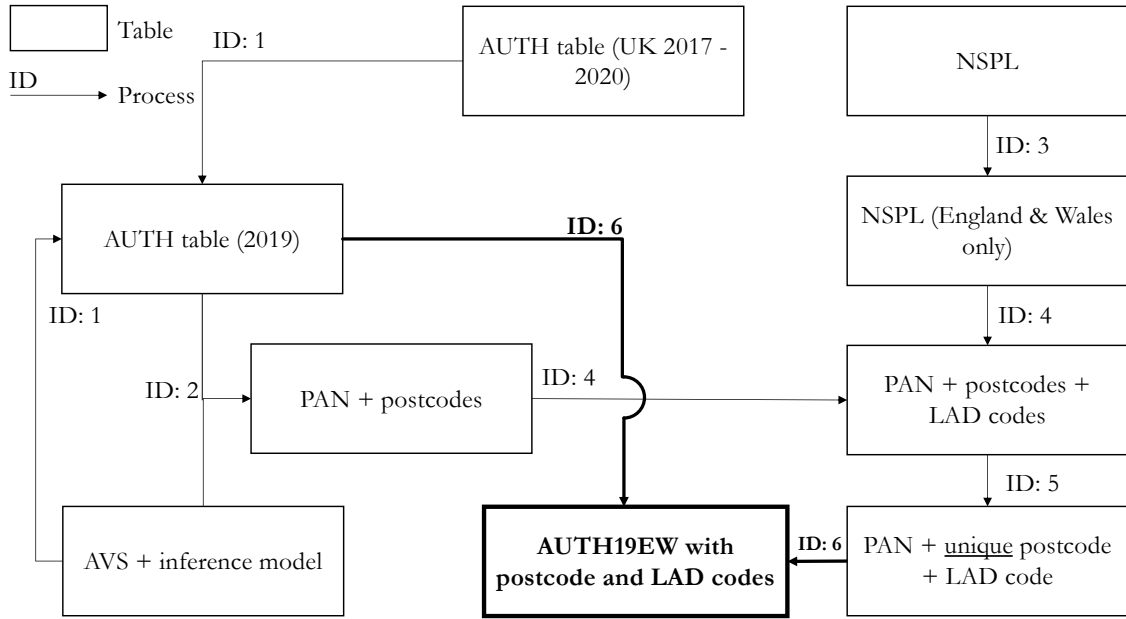 Table
ID
Process
ID: 1
AUTH table (UK 2017 -
2020)
NSPL
ID: 3
AUTH table (2019)
ID: 6
NSPL (England & Wales
only)
ID: 1
ID: 4
ID: 2
PAN + postcodes
ID: 4
PAN + postcodes +
LAD codes
ID: 5
AVS + inference model
AUTH19EW with
postcode and LAD codes
ID: 6
PAN + unique postcode
+ LAD code